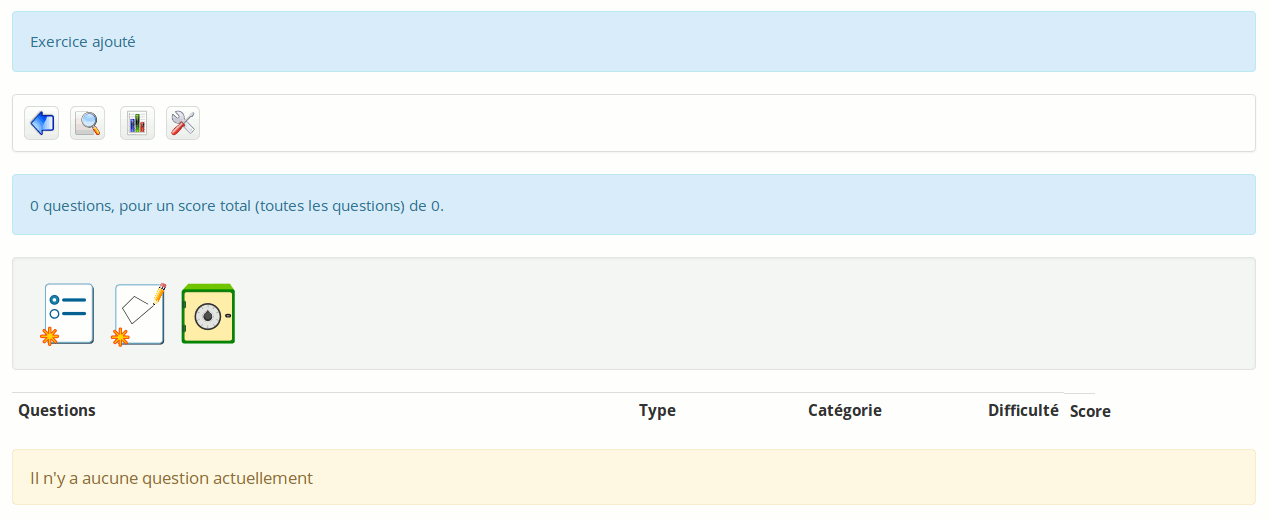 Exercice ajouté
0 questions, pour un score total (toutes les questions) de 0.
Questions Type Catégorie Difficulté Score
Il n'y a aucune question actuellement